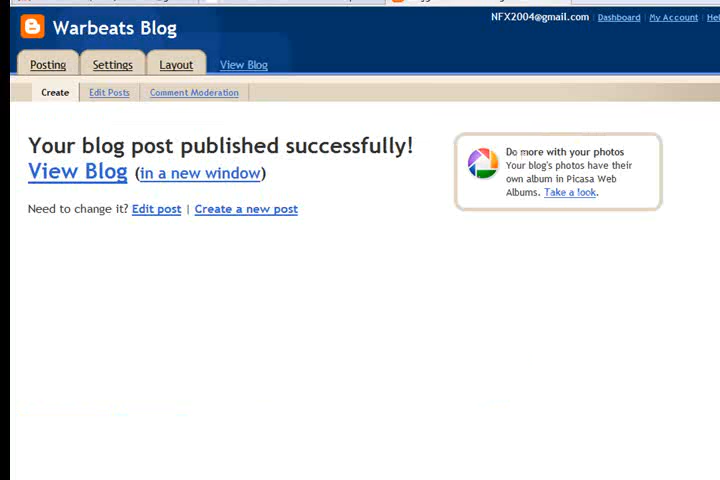 NFX2004@gmail.com | Dashboard | My Account |
Warbeats Blog
Posting Settings Layout View Blog
Create Edit Posts Comment Moderation
Your blog post published successfully!
View Blog (in a new window)
Need to change it? Edit post | Create a new post
Do more with your photos
Your blog's photos have their
own album in Picasa Web
Albums. Take a look.